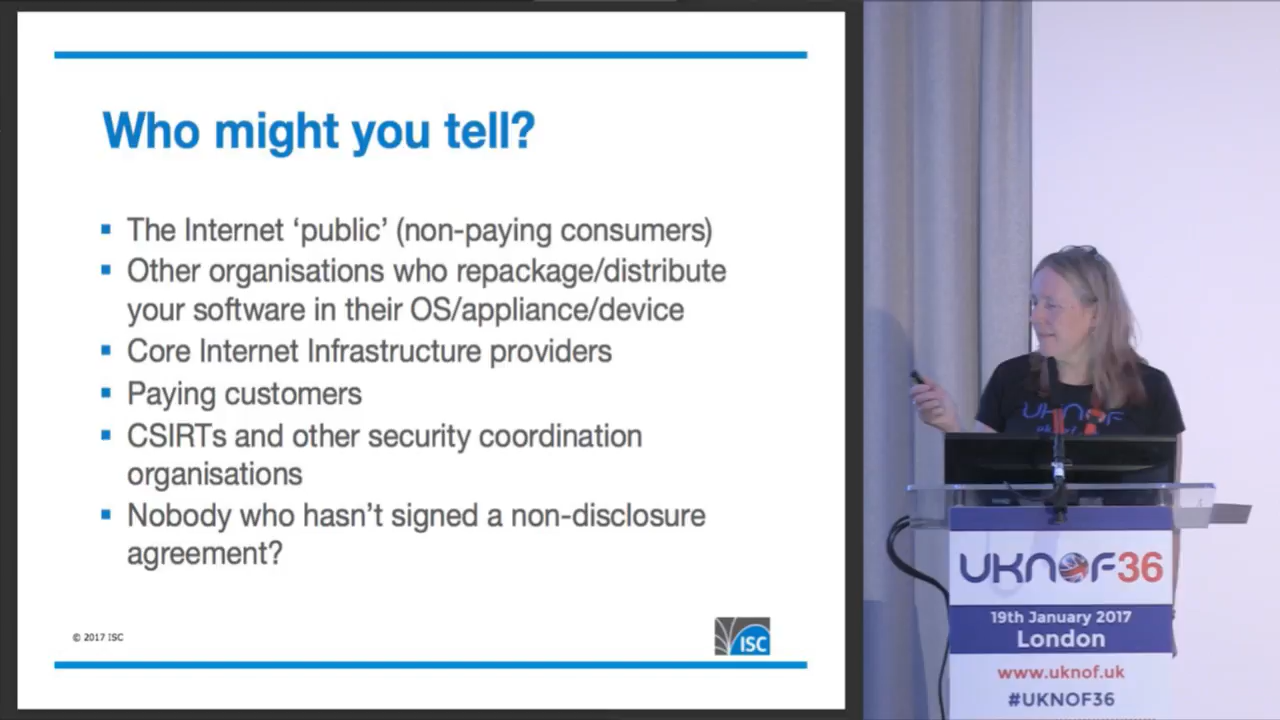 Who might you tell?
The Internet ‘public’ (non-paying consumers)
Other organisations who repackage/distribute
your software in their OS/appliance/device
Core Internet Infrastructure providers
Paying customers
CSIRTs and other security coordination
organisations
Nobody who hasn’t signed a non-disclosure
agreement?
© 2017 ISC
ISC
UKNOF
UKNOF36
19th January 2017
London
www.uknof.uk
#UKNOF36